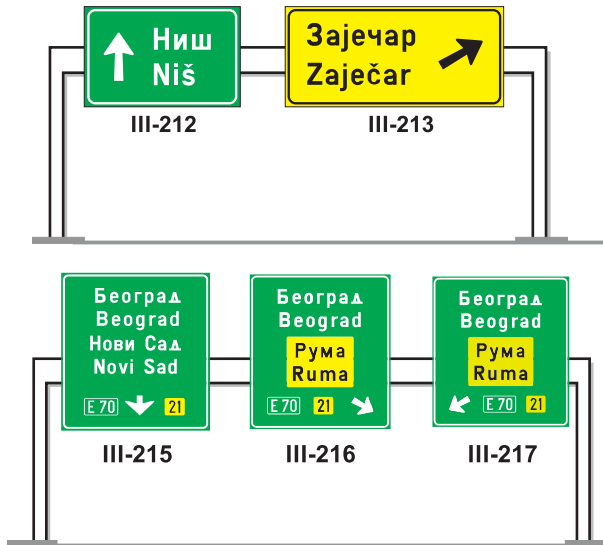 Ниш
Niš
Зајечар
Zaječar
III-212
III-213
Београд
Beograd
Нови Сад
Novi Sad
E 70
21
III-215
Београд
Beograd
Рума
Ruma
E 70
21
III-216
Београд
Beograd
Рума
Ruma
E 70
21
III-217